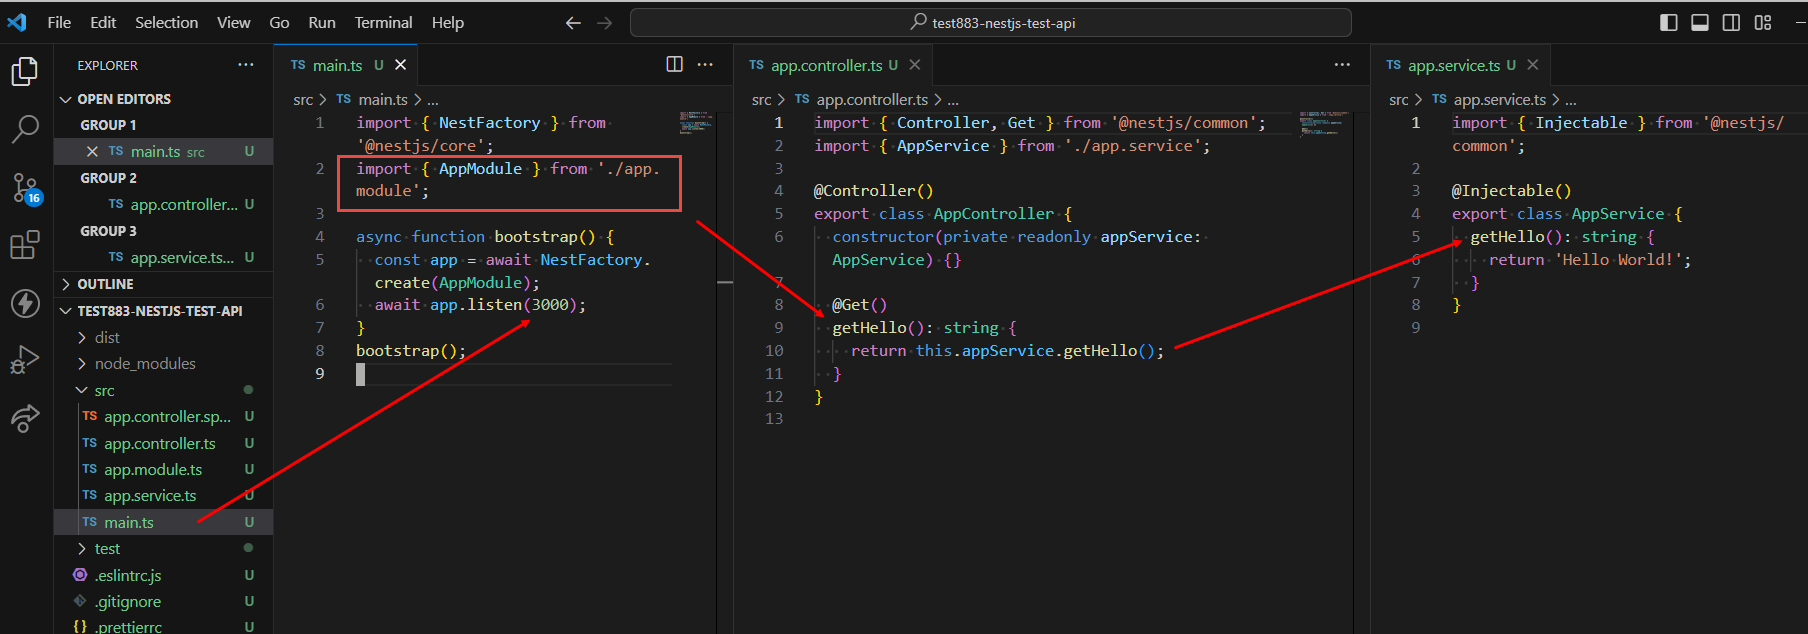 File Edit Selection View Go Run Terminal Help
test883-nestjs-test-api
EXPLORER
OPEN EDITORS
GROUP 1
TS main.ts src U
GROUP 2
TS app.controller... U
GROUP 3
TS app.service.ts... U
OUTLINE
TEST883-NESTJS-TEST-API
dist
node_modules
src
TS app.controller.sp... U
TS app.controller.ts U
TS app.module.ts U
TS app.service.ts U
TS main.ts U
test
.eslintrc.js U
.gitignore U
{} .prettierrc U
16
TS main.ts U
src > TS main.ts > ...
1 import { NestFactory } from
'@nestjs/core';
2 import { AppModule } from './app.
module';
3
4 async function bootstrap() {
5 const app = await NestFactory.
create(AppModule);
6 await app.listen(3000);
7 }
8 bootstrap();
9
TS app.controller.ts U
src > TS app.controller.ts > ...
1 import { Controller, Get } from '@nestjs/common';
2 import { AppService } from './app.service';
3
4 @Controller()
5 export class AppController {
6 constructor(private readonly appService:
AppService) {}
7
8 @Get()
9 getHello(): string {
10 return this.appService.getHello();
11 }
12 }
13
TS app.service.ts U
src > TS app.service.ts > ...
1 import { Injectable } from '@nestjs/
common';
2
3 @Injectable()
4 export class AppService {
5 getHello(): string {
6 return 'Hello World!';
7 }
8 }
9